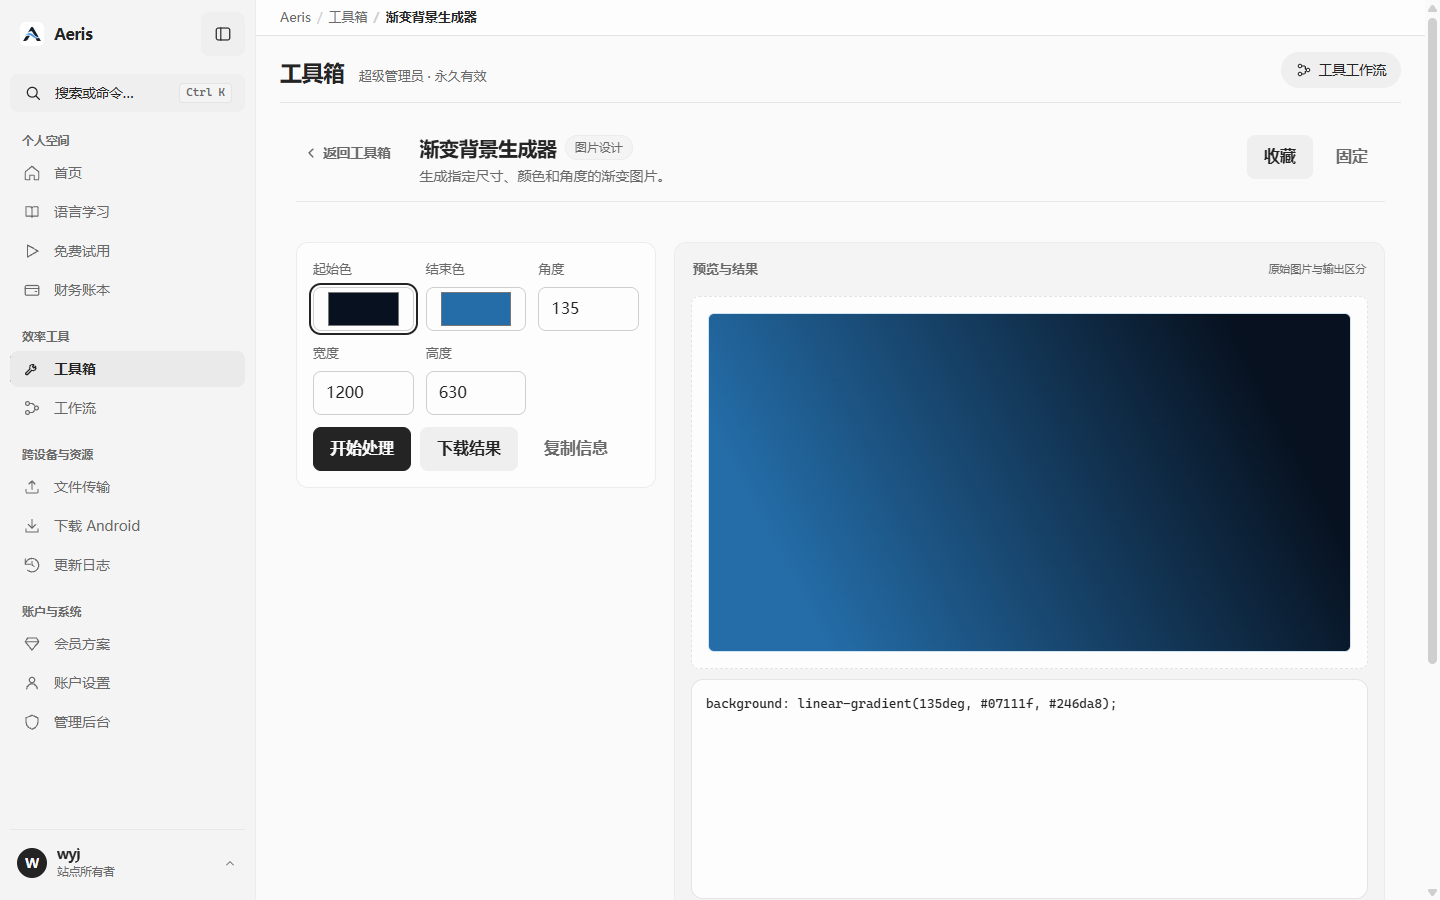 Aeris
搜索或命令... Ctrl K
个人空间
首页
语言学习
免费试用
财务账本
效率工具
工具箱
工作流
跨设备与资源
文件传输
下载 Android
更新日志
账户与系统
会员方案
账户设置
管理后台
W
wyj
站点所有者
Aeris / 工具箱 / 渐变背景生成器
工具箱 超级管理员 · 永久有效
工具工作流
返回工具箱
渐变背景生成器 图片设计
生成指定尺寸、颜色和角度的渐变图片。
收藏 固定
起始色 结束色 角度
135
宽度 高度
1200 630
开始处理 下载结果 复制信息
预览与结果 原始图片与输出区分
background: linear-gradient(135deg, #07111f, #246da8);